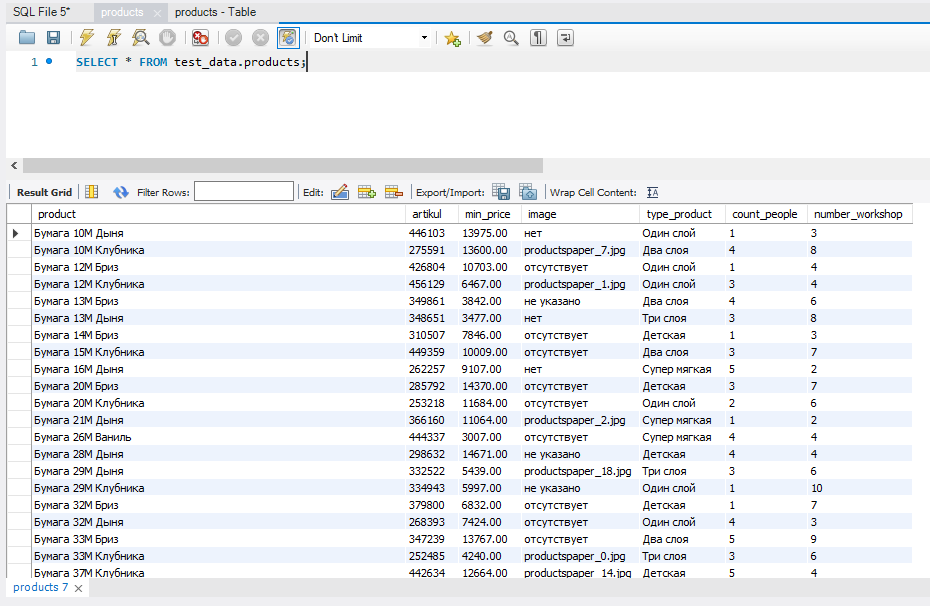 SQL File 5* products products - Table
Don't Limit
1 SELECT * FROM test_data.products;
Result Grid Filter Rows: Edit: Export/Import: Wrap Cell Content:
product artikul min_price image type_product count_people number_workshop
Бумага 10М Дыня 446103 13975.00 нет Один слой 1 3
Бумага 10М Клубника 275591 13600.00 productspaper_7.jpg Два слоя 4 8
Бумага 12М Бриз 426804 10703.00 отсутствует Один слой 1 4
Бумага 12М Клубника 456129 6467.00 productspaper_1.jpg Один слой 3 4
Бумага 13М Бриз 349861 3842.00 не указано Два слоя 4 6
Бумага 13М Дыня 348651 3477.00 нет Три слоя 3 8
Бумага 14М Бриз 310507 7846.00 отсутствует Детская 1 3
Бумага 15М Клубника 449359 10009.00 отсутствует Два слоя 3 7
Бумага 16М Дыня 262257 9107.00 нет Супер мягкая 5 2
Бумага 20М Бриз 285792 14370.00 отсутствует Детская 3 7
Бумага 20М Клубника 253218 11684.00 отсутствует Один слой 2 6
Бумага 21М Дыня 366160 11064.00 productspaper_2.jpg Супер мягкая 1 2
Бумага 26М Ваниль 444337 3007.00 отсутствует Супер мягкая 4 4
Бумага 28М Дыня 298632 14671.00 не указано Детская 4 4
Бумага 29М Дыня 332522 5439.00 productspaper_18.jpg Три слоя 3 6
Бумага 29М Клубника 334943 5997.00 не указано Один слой 1 10
Бумага 32М Бриз 379800 6832.00 отсутствует Детская 1 7
Бумага 32М Дыня 268393 7424.00 отсутствует Один слой 4 3
Бумага 33М Бриз 347239 13767.00 отсутствует Два слоя 5 9
Бумага 33М Клубника 252485 4240.00 productspaper_0.jpg Три слоя 3 6
Бумага 37М Клубника 442634 12664.00 productspaper_14.jpg Детская 5 4
products 7